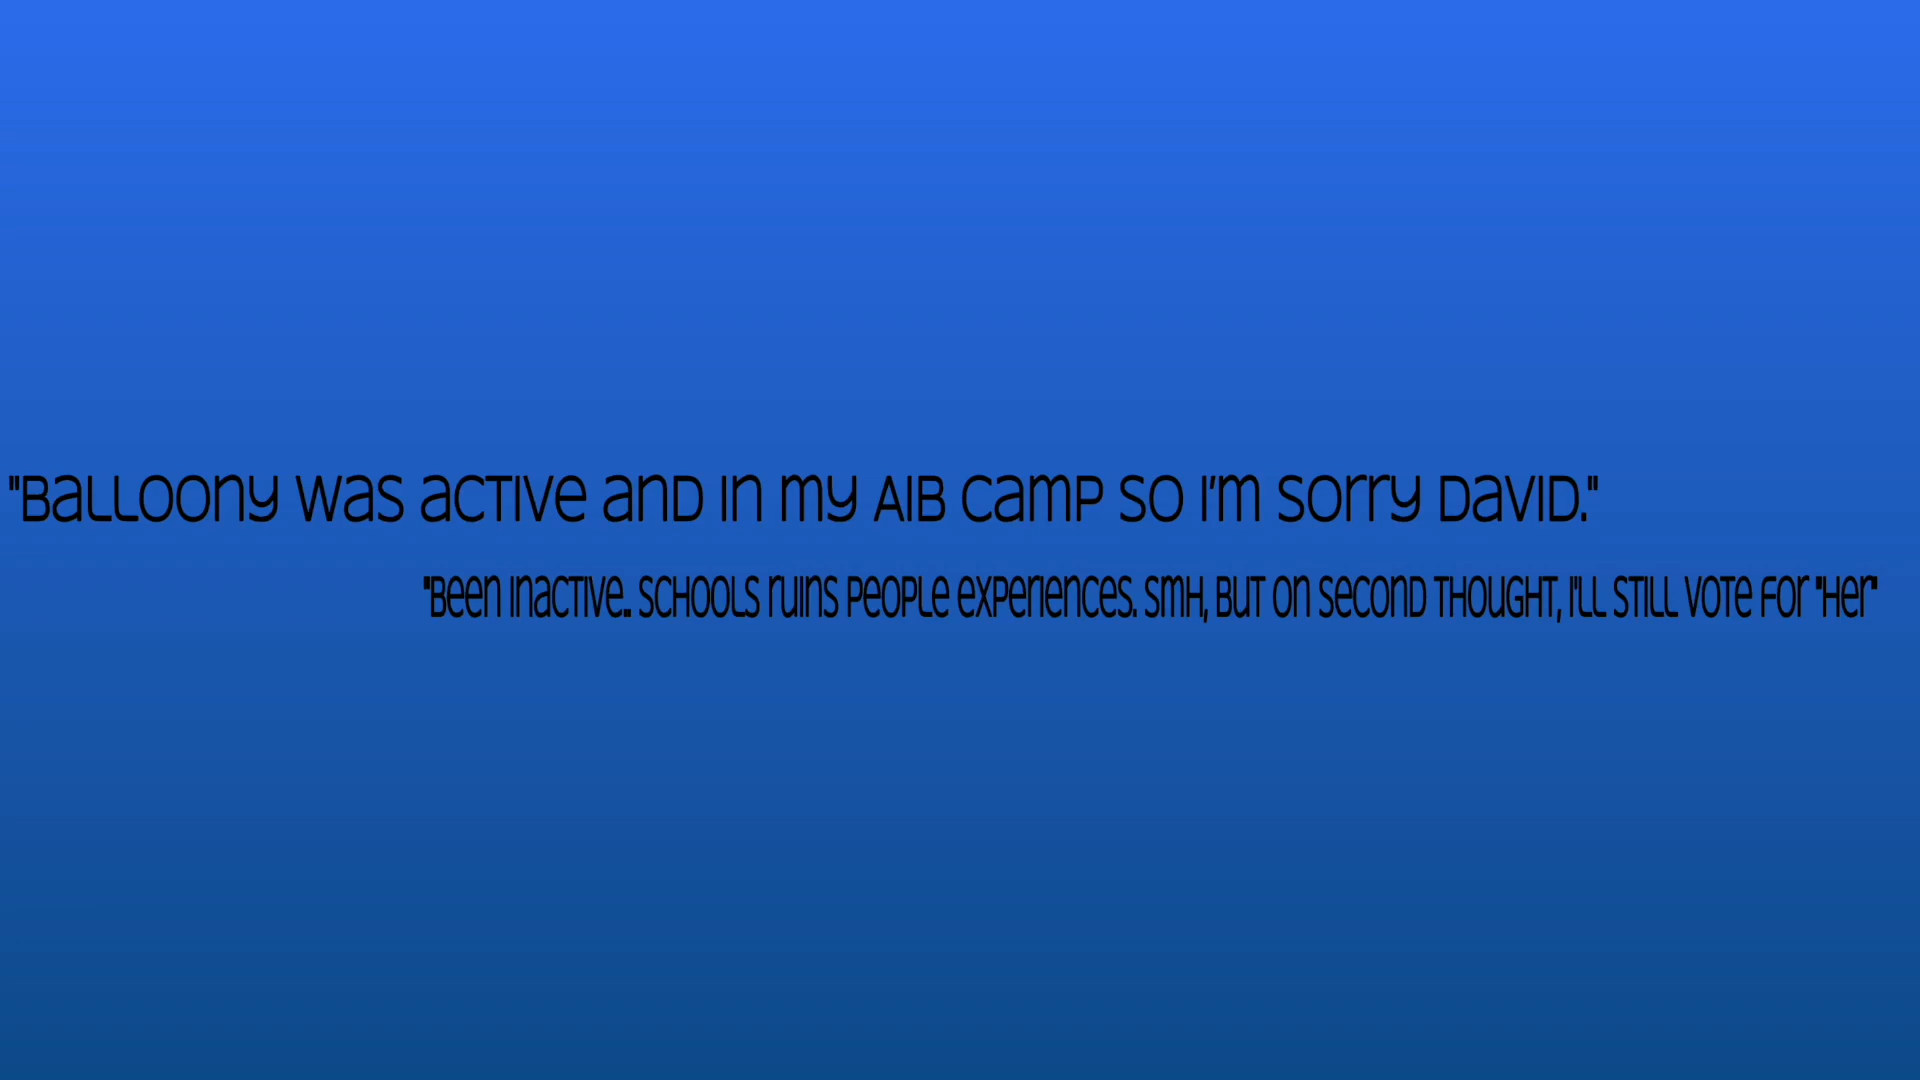 "Balloony was active and in my AIB camp so I'm sorry David."
"Been inactive.. Schools ruins people experiences. Smh, but on second thought, I"ll still vote for "her"